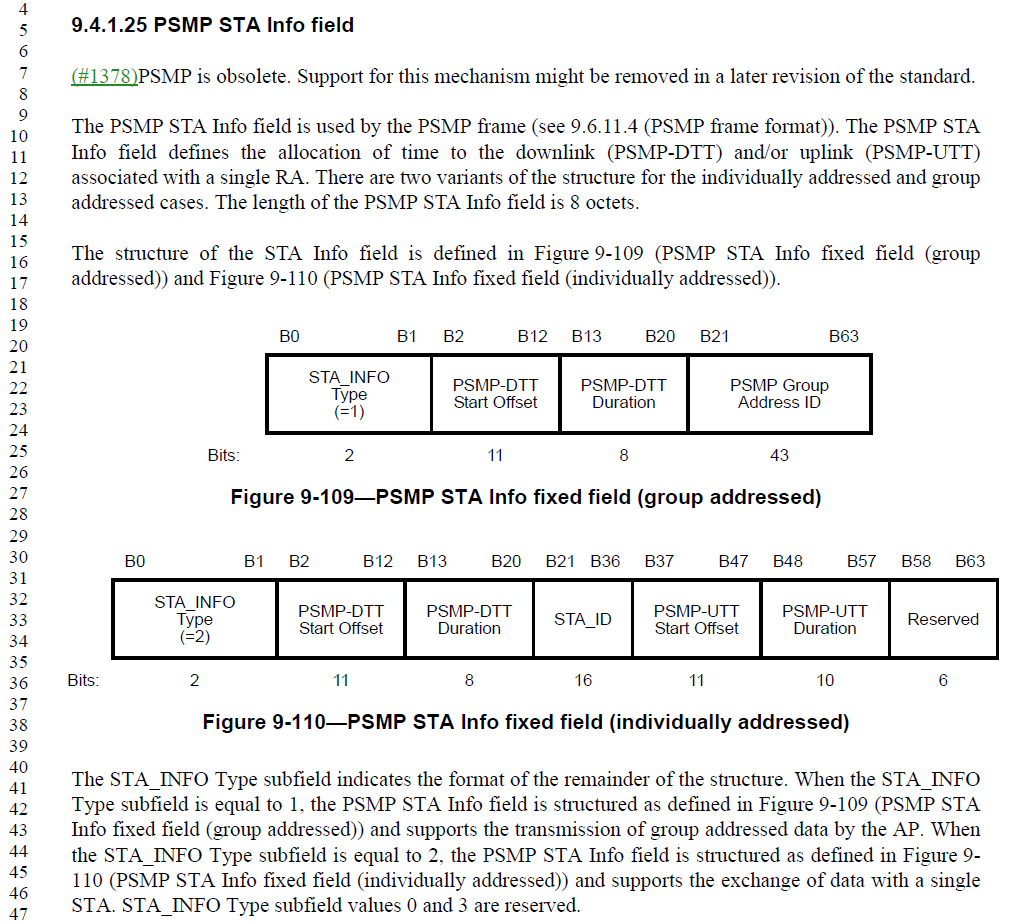 4
5
6
7
8
9
10
11
12
13
14
15
16
17
18
19
20
21
22
23
24
25
26
27
28
29
30
31
32
33
34
35
36
37
38
39
40
41
42
43
44
45
46
47
9.4.1.25 PSMP STA Info field
(#1378)PSMP is obsolete. Support for this mechanism might be removed in a later revision of the standard.
The PSMP STA Info field is used by the PSMP frame (see 9.6.11.4 (PSMP frame format)). The PSMP STA
Info field defines the allocation of time to the downlink (PSMP-DTT) and/or uplink (PSMP-UTT)
associated with a single RA. There are two variants of the structure for the individually addressed and group
addressed cases. The length of the PSMP STA Info field is 8 octets.
The structure of the STA Info field is defined in Figure 9-109 (PSMP STA Info fixed field (group
addressed)) and Figure 9-110 (PSMP STA Info fixed field (individually addressed)).
B0 B1 B2 B12 B13 B20 B21 B63
STA_INFO
Type
(=1)
PSMP-DTT
Start Offset
PSMP-DTT
Duration
PSMP Group
Address ID
Bits: 2 11 8 43
Figure 9-109—PSMP STA Info fixed field (group addressed)
B0 B1 B2 B12 B13 B20 B21 B36 B37 B47 B48 B57 B58 B63
STA_INFO
Type
(=2)
PSMP-DTT
Start Offset
PSMP-DTT
Duration
STA_ID
PSMP-UTT
Start Offset
PSMP-UTT
Duration
Reserved
Bits: 2 11 8 16 11 10 6
Figure 9-110—PSMP STA Info fixed field (individually addressed)
The STA_INFO Type subfield indicates the format of the remainder of the structure. When the STA_INFO
Type subfield is equal to 1, the PSMP STA Info field is structured as defined in Figure 9-109 (PSMP STA
Info fixed field (group addressed)) and supports the transmission of group addressed data by the AP. When
the STA_INFO Type subfield is equal to 2, the PSMP STA Info field is structured as defined in Figure 9-
110 (PSMP STA Info fixed field (individually addressed)) and supports the exchange of data with a single
STA. STA_INFO Type subfield values 0 and 3 are reserved.